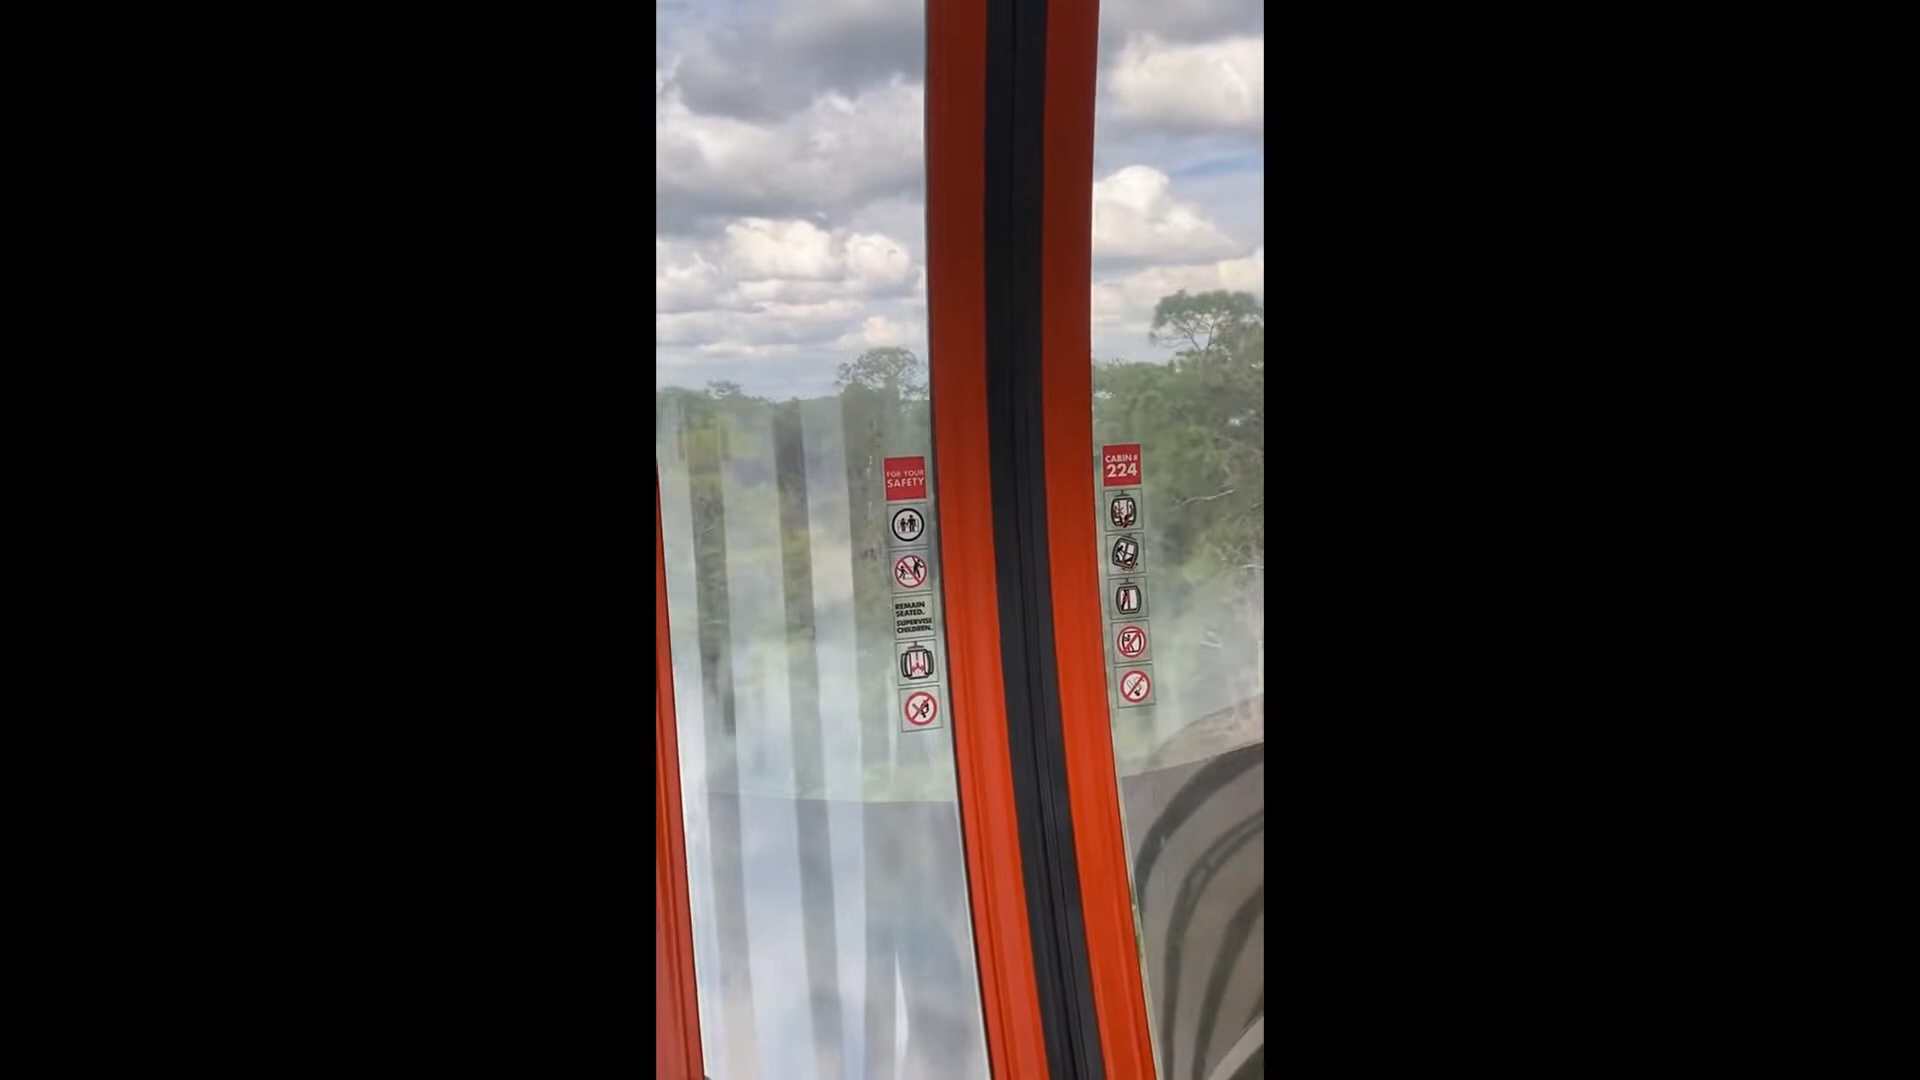 FOR YOUR
SAFETY
REMAIN
SEATED.
SUPERVISE
CHILDREN.
CABIN #
224